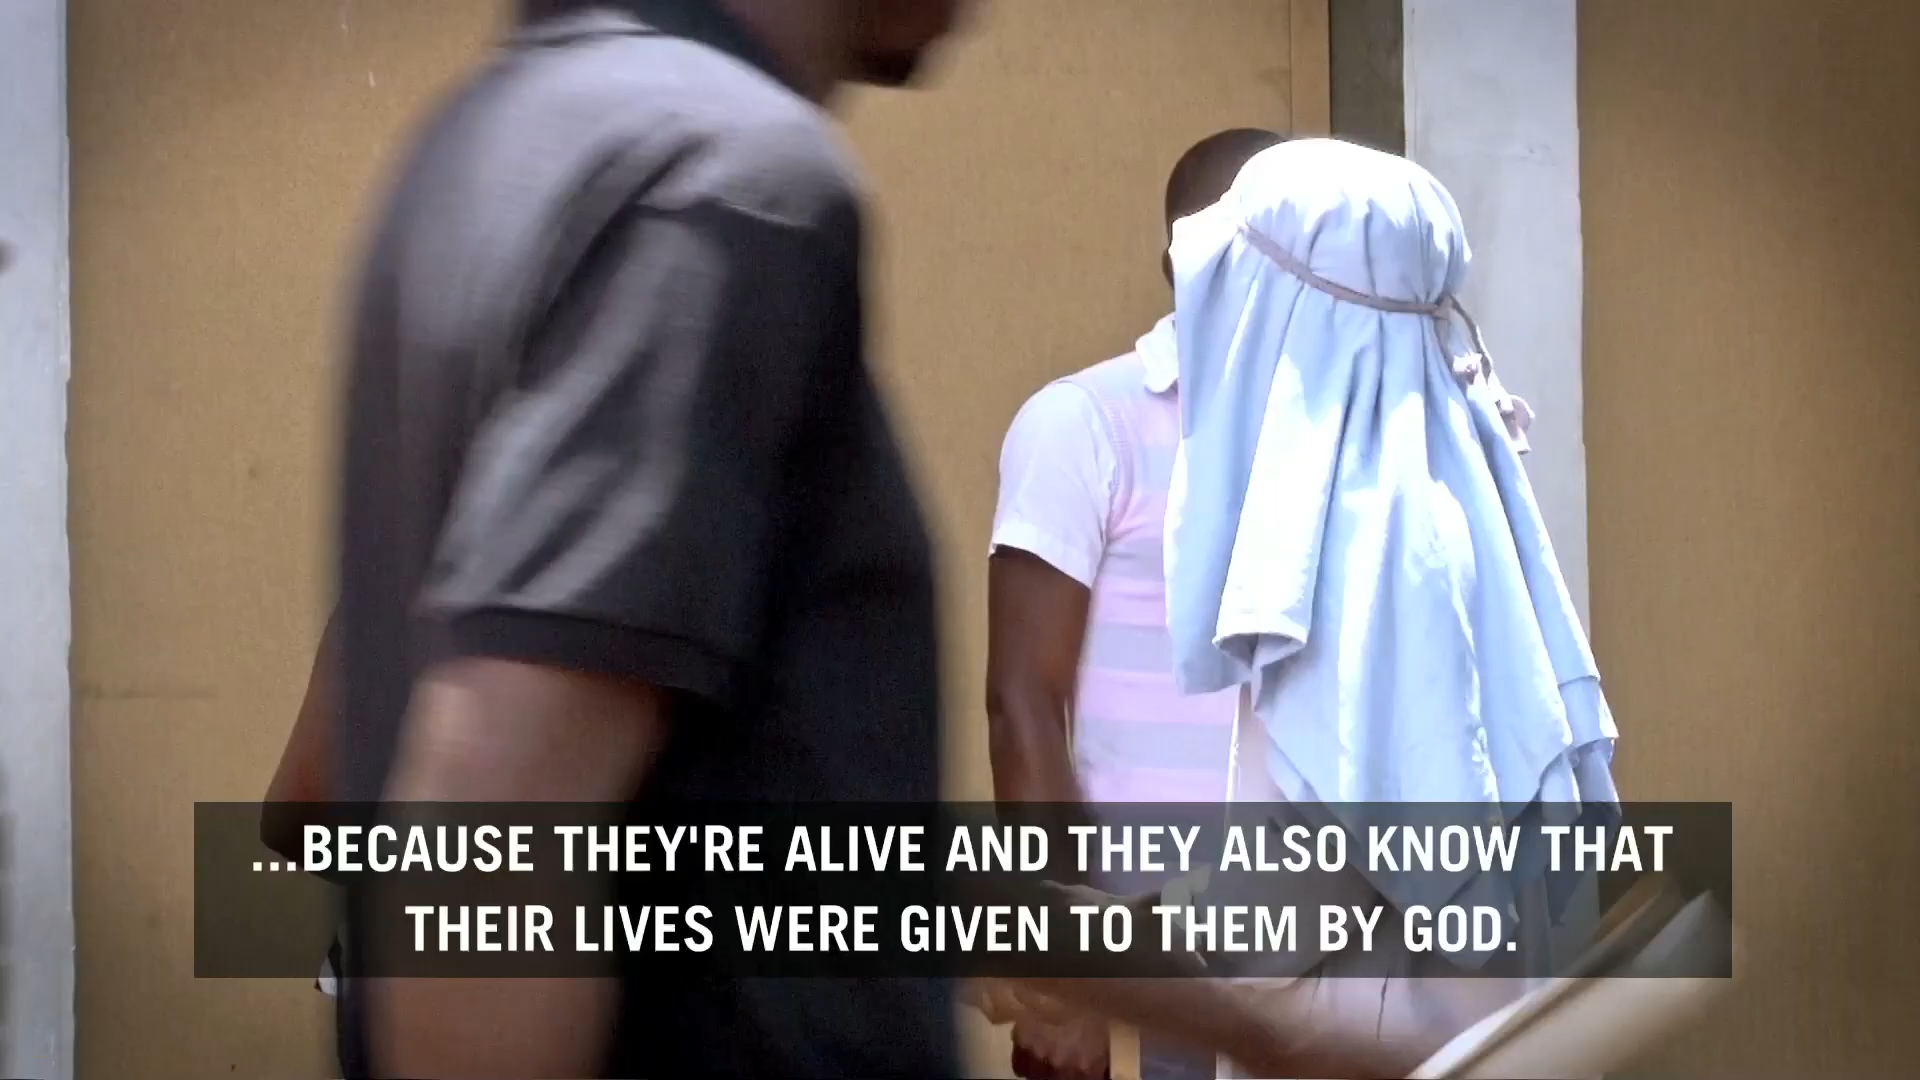 ...BECAUSE THEY'RE ALIVE AND THEY ALSO KNOW THAT
THEIR LIVES WERE GIVEN TO THEM BY GOD.